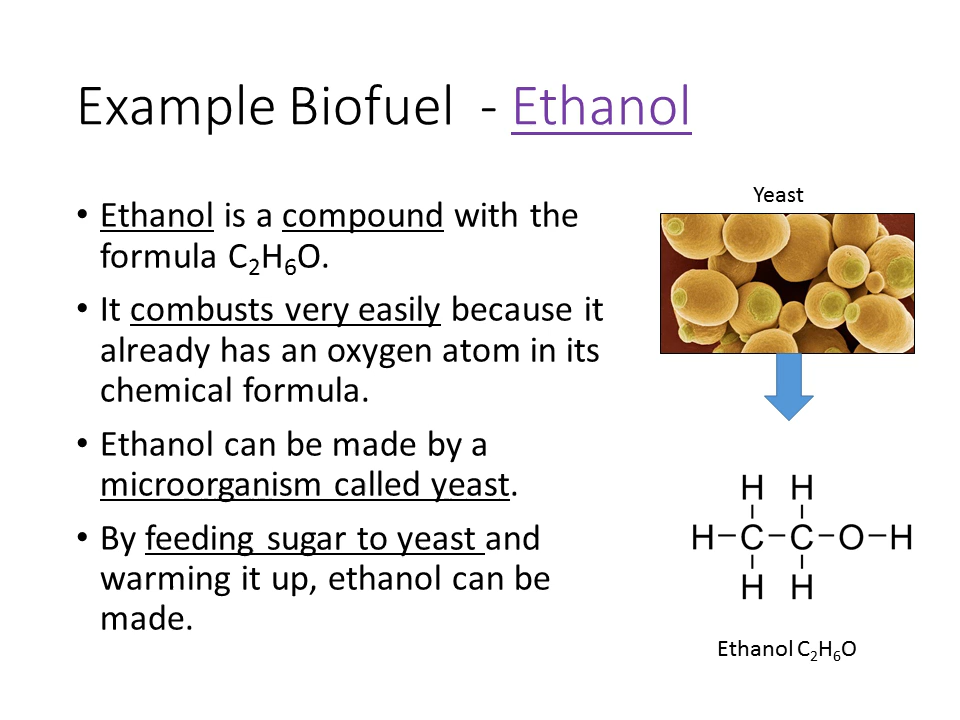 Example Biofuel - Ethanol
• Ethanol is a compound with the
formula C₂H₆O.
• It combusts very easily because it
already has an oxygen atom in its
chemical formula.
• Ethanol can be made by a
microorganism called yeast.
• By feeding sugar to yeast and
warming it up, ethanol can be
made.
Yeast
H H
H–C–C–O–H
H H
Ethanol C₂H₆O